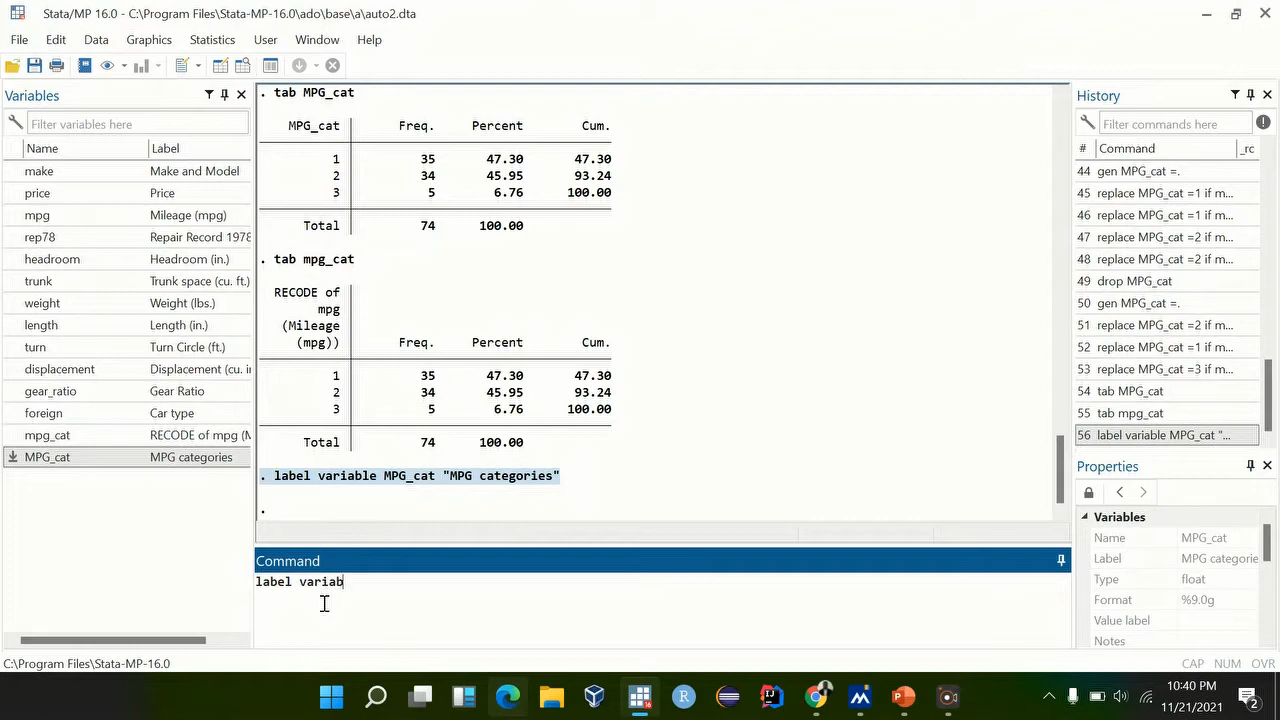 Stata/MP 16.0 - C:\Program Files\Stata-MP-16.0\ado\base\a\auto2.dta
File Edit Data Graphics Statistics User Window Help
Variables
Filter variables here
Name Label
make Make and Model
price Price
mpg Mileage (mpg)
rep78 Repair Record 1978
headroom Headroom (in.)
trunk Trunk space (cu. ft.)
weight Weight (lbs.)
length Length (in.)
turn Turn Circle (ft.)
displacement Displacement (cu. i
gear_ratio Gear Ratio
foreign Car type
mpg_cat RECODE of mpg (M
MPG_cat MPG categories
. tab MPG_cat
MPG_cat Freq. Percent Cum.
1 35 47.30 47.30
2 34 45.95 93.24
3 5 6.76 100.00
Total 74 100.00
. tab mpg_cat
RECODE of
mpg
(Mileage
(mpg)) Freq. Percent Cum.
1 35 47.30 47.30
2 34 45.95 93.24
3 5 6.76 100.00
Total 74 100.00
. label variable MPG_cat "MPG categories"
.
Command
label variab
History
Filter commands here
# Command _rc
44 gen MPG_cat =.
45 replace MPG_cat =1 if m...
46 replace MPG_cat =1 if m...
47 replace MPG_cat =2 if m...
48 replace MPG_cat =2 if m...
49 drop MPG_cat
50 gen MPG_cat =.
51 replace MPG_cat =2 if m...
52 replace MPG_cat =1 if m...
53 replace MPG_cat =3 if m...
54 tab MPG_cat
55 tab mpg_cat
56 label variable MPG_cat "...
Properties
Variables
Name MPG_cat
Label MPG categorie
Type float
Format %9.0g
Value label
Notes
C:\Program Files\Stata-MP-16.0
CAP NUM OVR
16
R
IJ
10:40 PM
11/21/2021
2